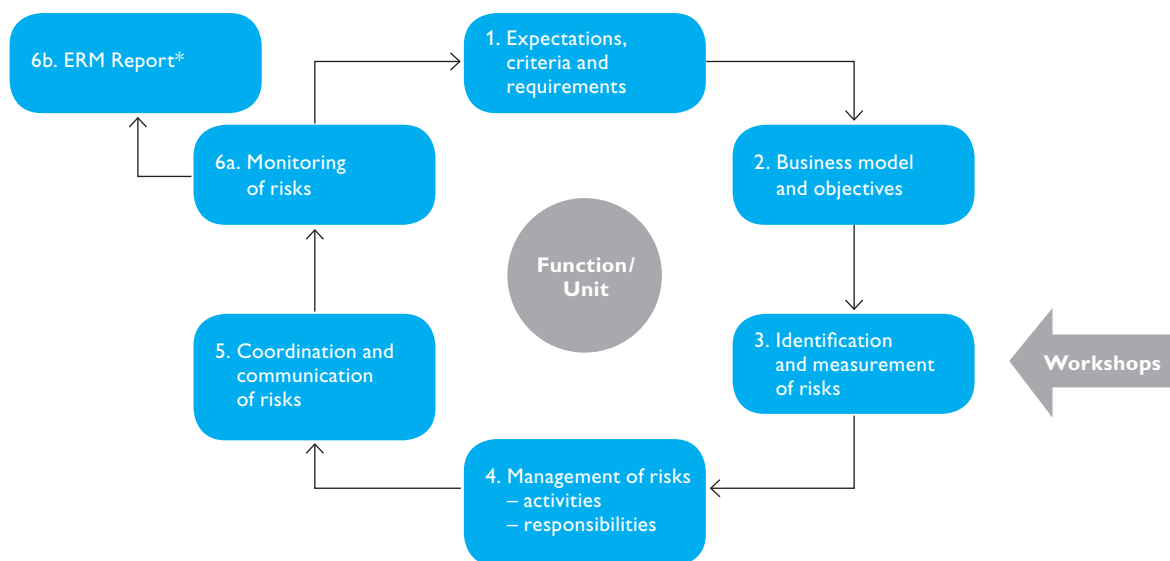 6b. ERM Report*
1. Expectations,
criteria and
requirements
6a. Monitoring
of risks
2. Business model
and objectives
Function/
Unit
5. Coordination and
communication
of risks
3. Identification
and measurement
of risks
Workshops
4. Management of risks
– activities
– responsibilities